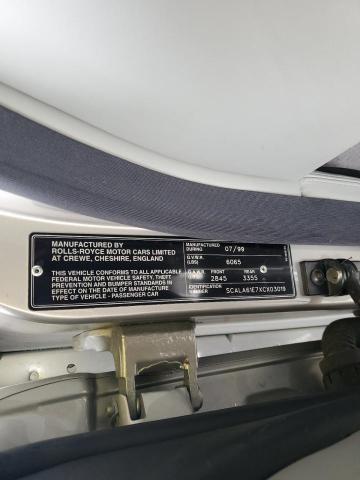 MANUFACTURED BY
ROLLS-ROYCE MOTOR CARS LIMITED
AT CREWE, CHESHIRE, ENGLAND
THIS VEHICLE CONFORMS TO ALL APPLICABLE
FEDERAL MOTOR VEHICLE SAFETY, THEFT
PREVENTION AND BUMPER STANDARDS IN
EFFECT ON THE DATE OF MANUFACTURE
TYPE OF VEHICLE - PASSENGER CAR
MANUFACTURED
DURING 07/99
G.V.W.R.
(LBS) 6065
G.A.W.R. FRONT REAR
2845 3355
IDENTIFICATION
NUMBER SCALA61E7XCX03019